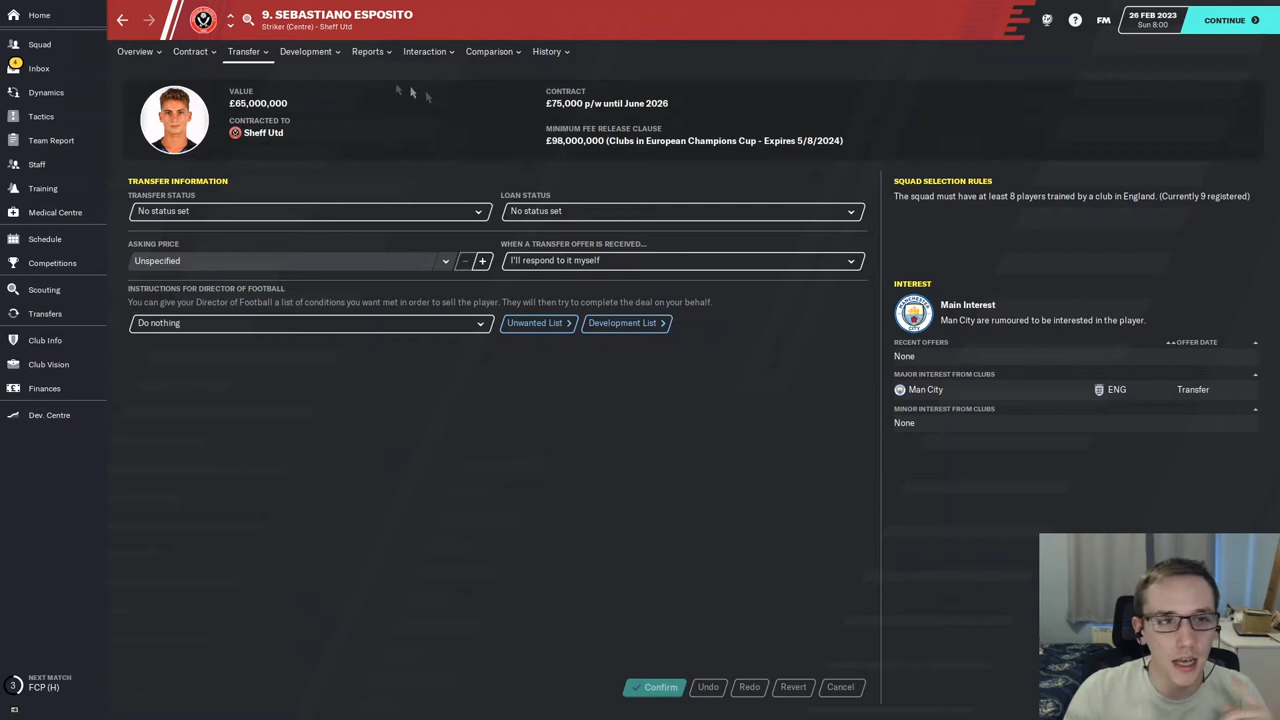 Home
9. SEBASTIANO ESPOSITO
Striker (Centre) - Sheff Utd
FM
26 FEB 2023
Sun 8:00
CONTINUE
Overview
Contract
Transfer
Development
Reports
Interaction
Comparison
History
Squad
4
Inbox
Dynamics
Tactics
Team Report
Staff
Training
Medical Centre
Schedule
Competitions
Scouting
Transfers
Club Info
Club Vision
Finances
Dev. Centre
NEXT MATCH
3
FCP (H)
VALUE
£65,000,000
CONTRACTED TO
Sheff Utd
CONTRACT
£75,000 p/w until June 2026
MINIMUM FEE RELEASE CLAUSE
£98,000,000 (Clubs in European Champions Cup - Expires 5/8/2024)
TRANSFER INFORMATION
TRANSFER STATUS
No status set
LOAN STATUS
No status set
ASKING PRICE
Unspecified
WHEN A TRANSFER OFFER IS RECEIVED...
I'll respond to it myself
INSTRUCTIONS FOR DIRECTOR OF FOOTBALL
You can give your Director of Football a list of conditions you want met in order to sell the player. They will then try to complete the deal on your behalf.
Do nothing
Unwanted List
Development List
SQUAD SELECTION RULES
The squad must have at least 8 players trained by a club in England. (Currently 9 registered)
INTEREST
Main Interest
Man City are rumoured to be interested in the player.
RECENT OFFERS
OFFER DATE
None
MAJOR INTEREST FROM CLUBS
Man City
ENG
Transfer
MINOR INTEREST FROM CLUBS
None
Confirm
Undo
Redo
Revert
Cancel